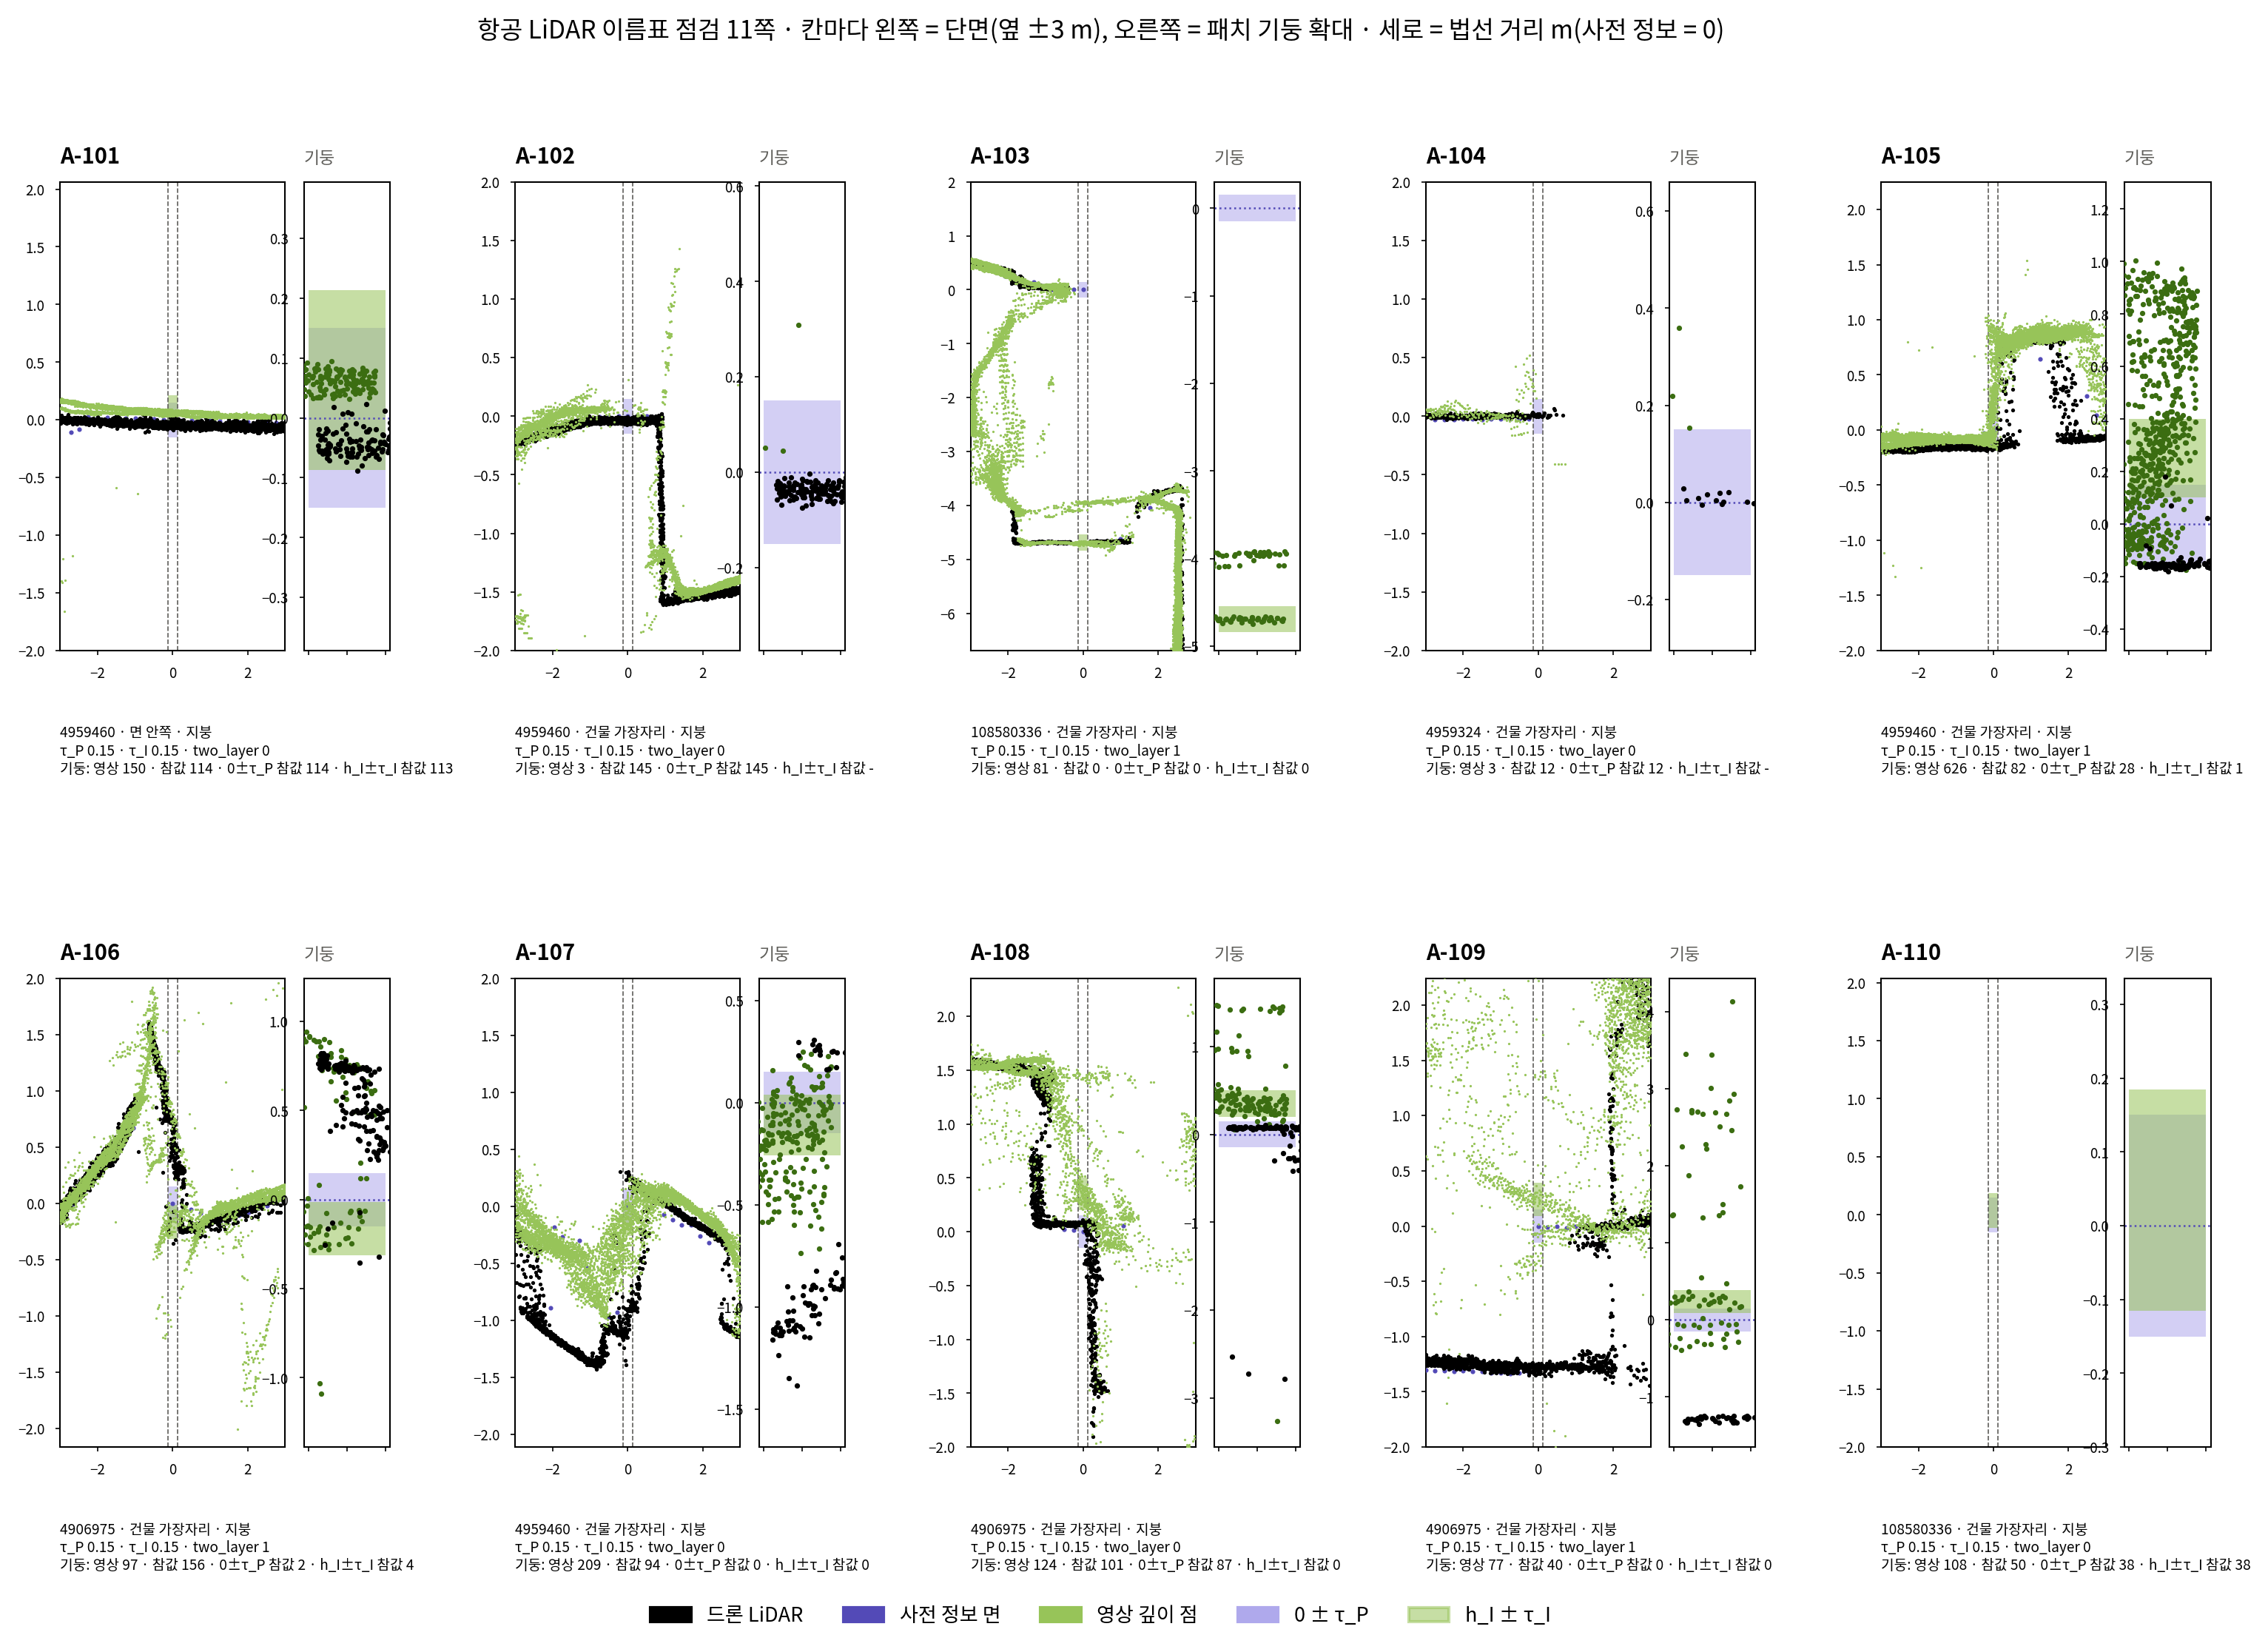 항공 LiDAR 이름표 점검 11쪽 · 칸마다 왼쪽 = 단면(옆 ±3 m), 오른쪽 = 패치 기둥 확대 · 세로 = 법선 거리 m(사전 정보 = 0)
A-101 기둥
A-102 기둥
A-103 기둥
A-104 기둥
A-105 기둥
4959460 · 면 안쪽 · 지붕
τ_P 0.15 · τ_I 0.15 · two_layer 0
기둥: 영상 150 · 참값 114 · 0±τ_P 참값 114 · h_I±τ_I 참값 113
4959460 · 건물 가장자리 · 지붕
τ_P 0.15 · τ_I 0.15 · two_layer 0
기둥: 영상 3 · 참값 145 · 0±τ_P 참값 145 · h_I±τ_I 참값 -
108580336 · 건물 가장자리 · 지붕
τ_P 0.15 · τ_I 0.15 · two_layer 1
기둥: 영상 81 · 참값 0 · 0±τ_P 참값 0 · h_I±τ_I 참값 0
4959324 · 건물 가장자리 · 지붕
τ_P 0.15 · τ_I 0.15 · two_layer 0
기둥: 영상 3 · 참값 12 · 0±τ_P 참값 12 · h_I±τ_I 참값 -
4959460 · 건물 가장자리 · 지붕
τ_P 0.15 · τ_I 0.15 · two_layer 1
기둥: 영상 626 · 참값 82 · 0±τ_P 참값 28 · h_I±τ_I 참값 1
A-106 기둥
A-107 기둥
A-108 기둥
A-109 기둥
A-110 기둥
4906975 · 건물 가장자리 · 지붕
τ_P 0.15 · τ_I 0.15 · two_layer 1
기둥: 영상 97 · 참값 156 · 0±τ_P 참값 2 · h_I±τ_I 참값 4
4959460 · 건물 가장자리 · 지붕
τ_P 0.15 · τ_I 0.15 · two_layer 0
기둥: 영상 209 · 참값 94 · 0±τ_P 참값 0 · h_I±τ_I 참값 0
4906975 · 건물 가장자리 · 지붕
τ_P 0.15 · τ_I 0.15 · two_layer 0
기둥: 영상 124 · 참값 101 · 0±τ_P 참값 87 · h_I±τ_I 참값 0
4906975 · 건물 가장자리 · 지붕
τ_P 0.15 · τ_I 0.15 · two_layer 1
기둥: 영상 77 · 참값 40 · 0±τ_P 참값 0 · h_I±τ_I 참값 0
108580336 · 건물 가장자리 · 지붕
τ_P 0.15 · τ_I 0.15 · two_layer 0
기둥: 영상 108 · 참값 50 · 0±τ_P 참값 38 · h_I±τ_I 참값 38
드론 LiDAR 사전 정보 면 영상 깊이 점 0 ± τ_P h_I ± τ_I